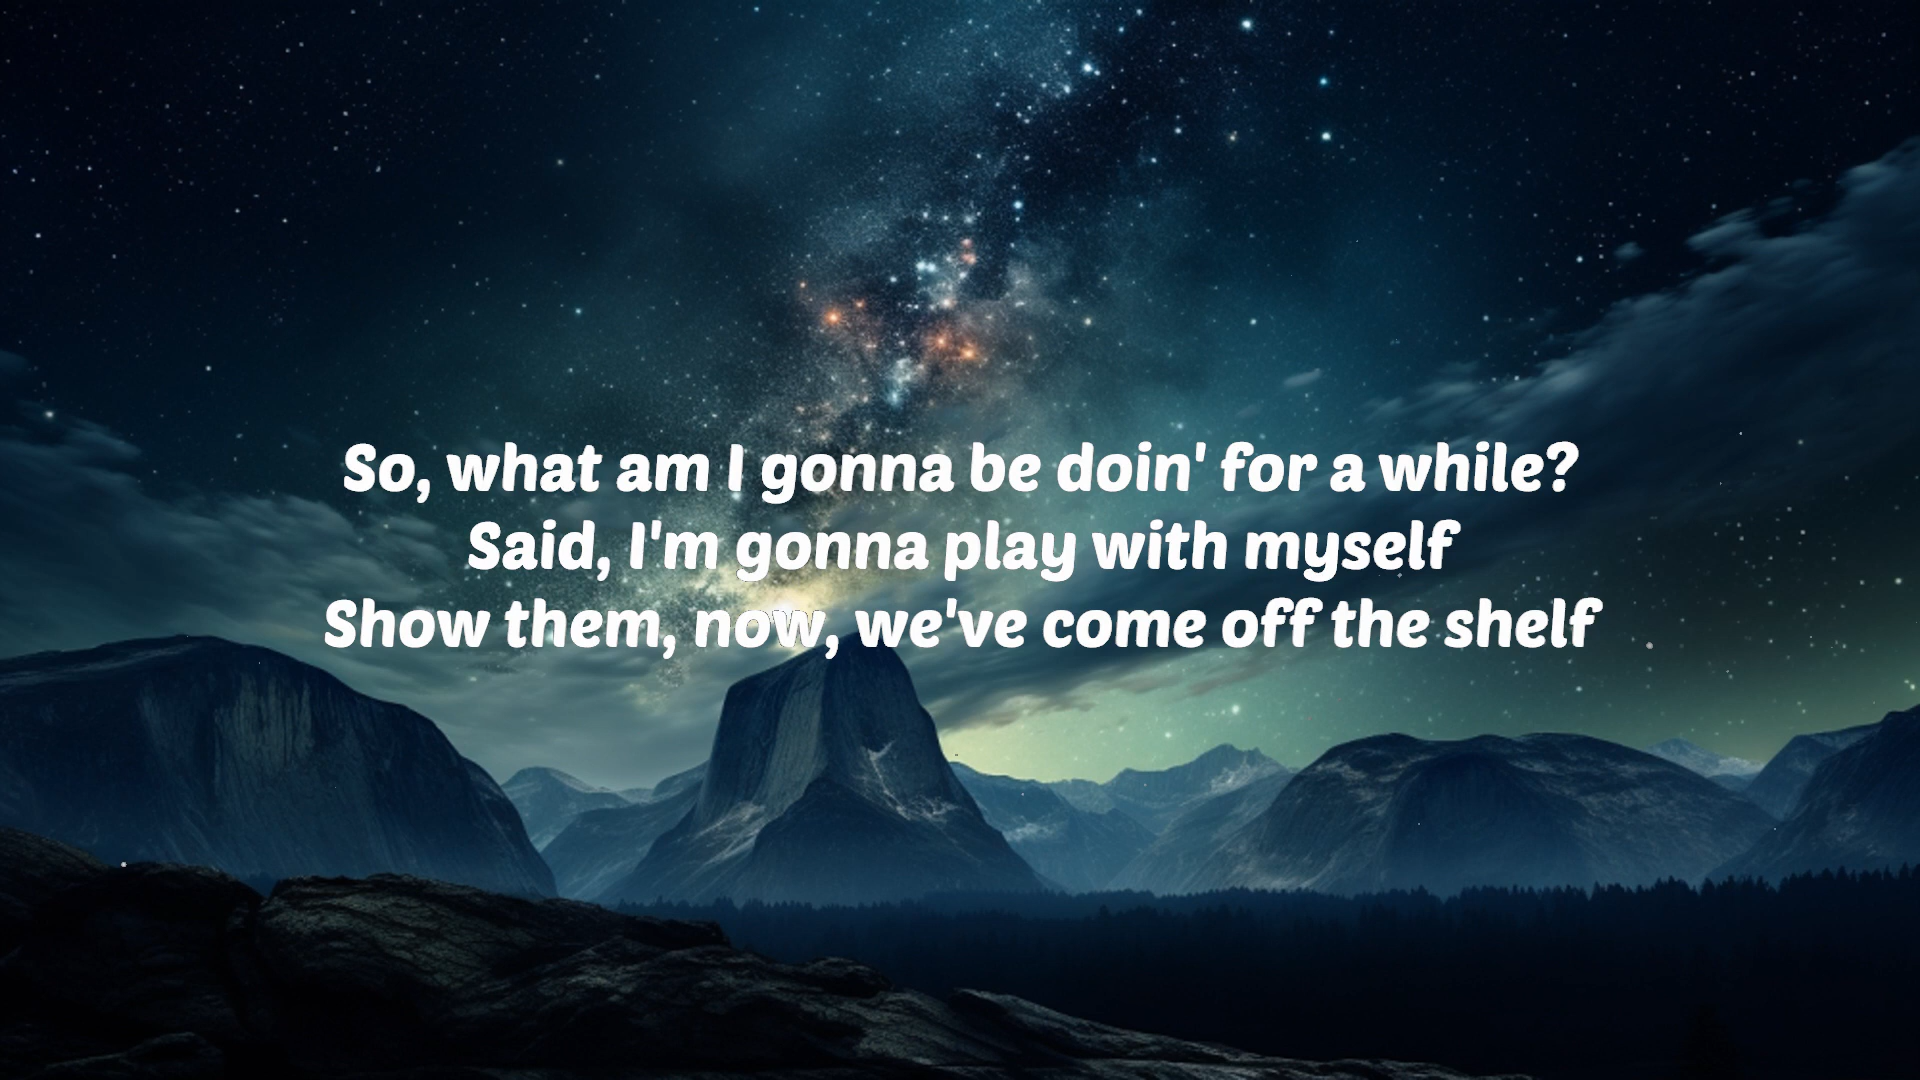 So, what am I gonna be doin' for a while?
Said, I'm gonna play with myself
Show them, now, we've come off the shelf